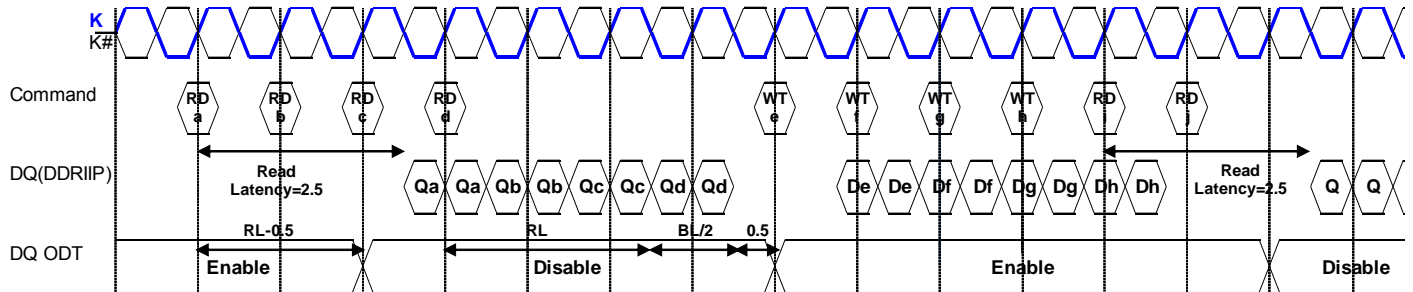 K
K#
Command
RD a RD b RD c RD d WT e WT f WT g WT h RD i RD j
DQ(DDRIIP)
Read
Latency=2.5
Qa Qa Qb Qb Qc Qc Qd Qd De De Df Df Dg Dg Dh Dh
Read
Latency=2.5
Q Q
RL-0.5 RL BL/2 0.5
DQ ODT
Enable Disable Enable Disable